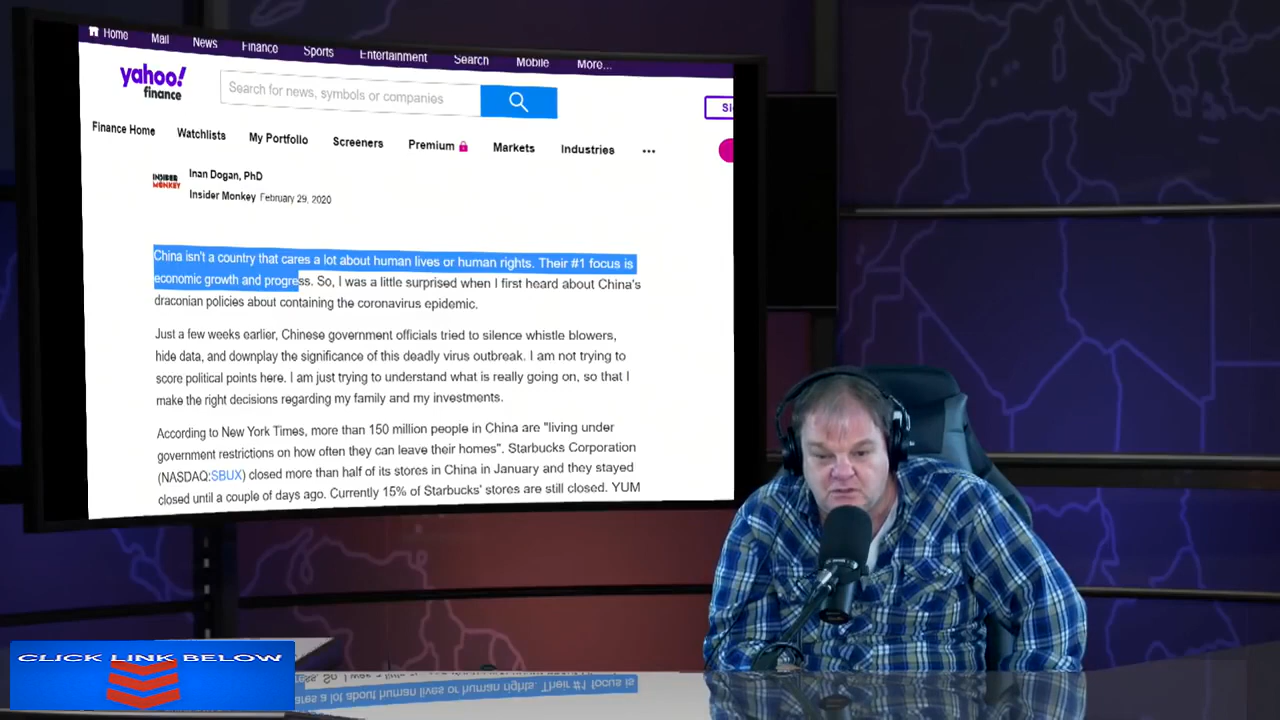 Home Mail News Finance Sports Entertainment Search Mobile More...
yahoo!
finance
Search for news, symbols or companies
Si
Finance Home Watchlists My Portfolio Screeners Premium Markets Industries ...
INSIDER
MONKEY
Inan Dogan, PhD
Insider Monkey February 29, 2020
China isn't a country that cares a lot about human lives or human rights. Their #1 focus is
economic growth and progress. So, I was a little surprised when I first heard about China's
draconian policies about containing the coronavirus epidemic.
Just a few weeks earlier, Chinese government officials tried to silence whistle blowers,
hide data, and downplay the significance of this deadly virus outbreak. I am not trying to
score political points here. I am just trying to understand what is really going on, so that I
make the right decisions regarding my family and my investments.
According to New York Times, more than 150 million people in China are "living under
government restrictions on how often they can leave their homes". Starbucks Corporation
(NASDAQ:SBUX) closed more than half of its stores in China in January and they stayed
closed until a couple of days ago. Currently 15% of Starbucks' stores are still closed. YUM
CLICK LINK BELOW